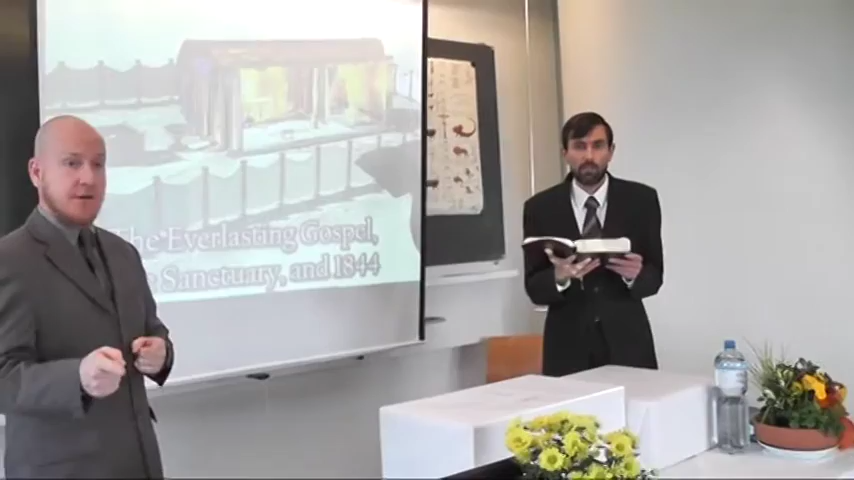 The Everlasting Gospel,
Sanctuary, and 1844